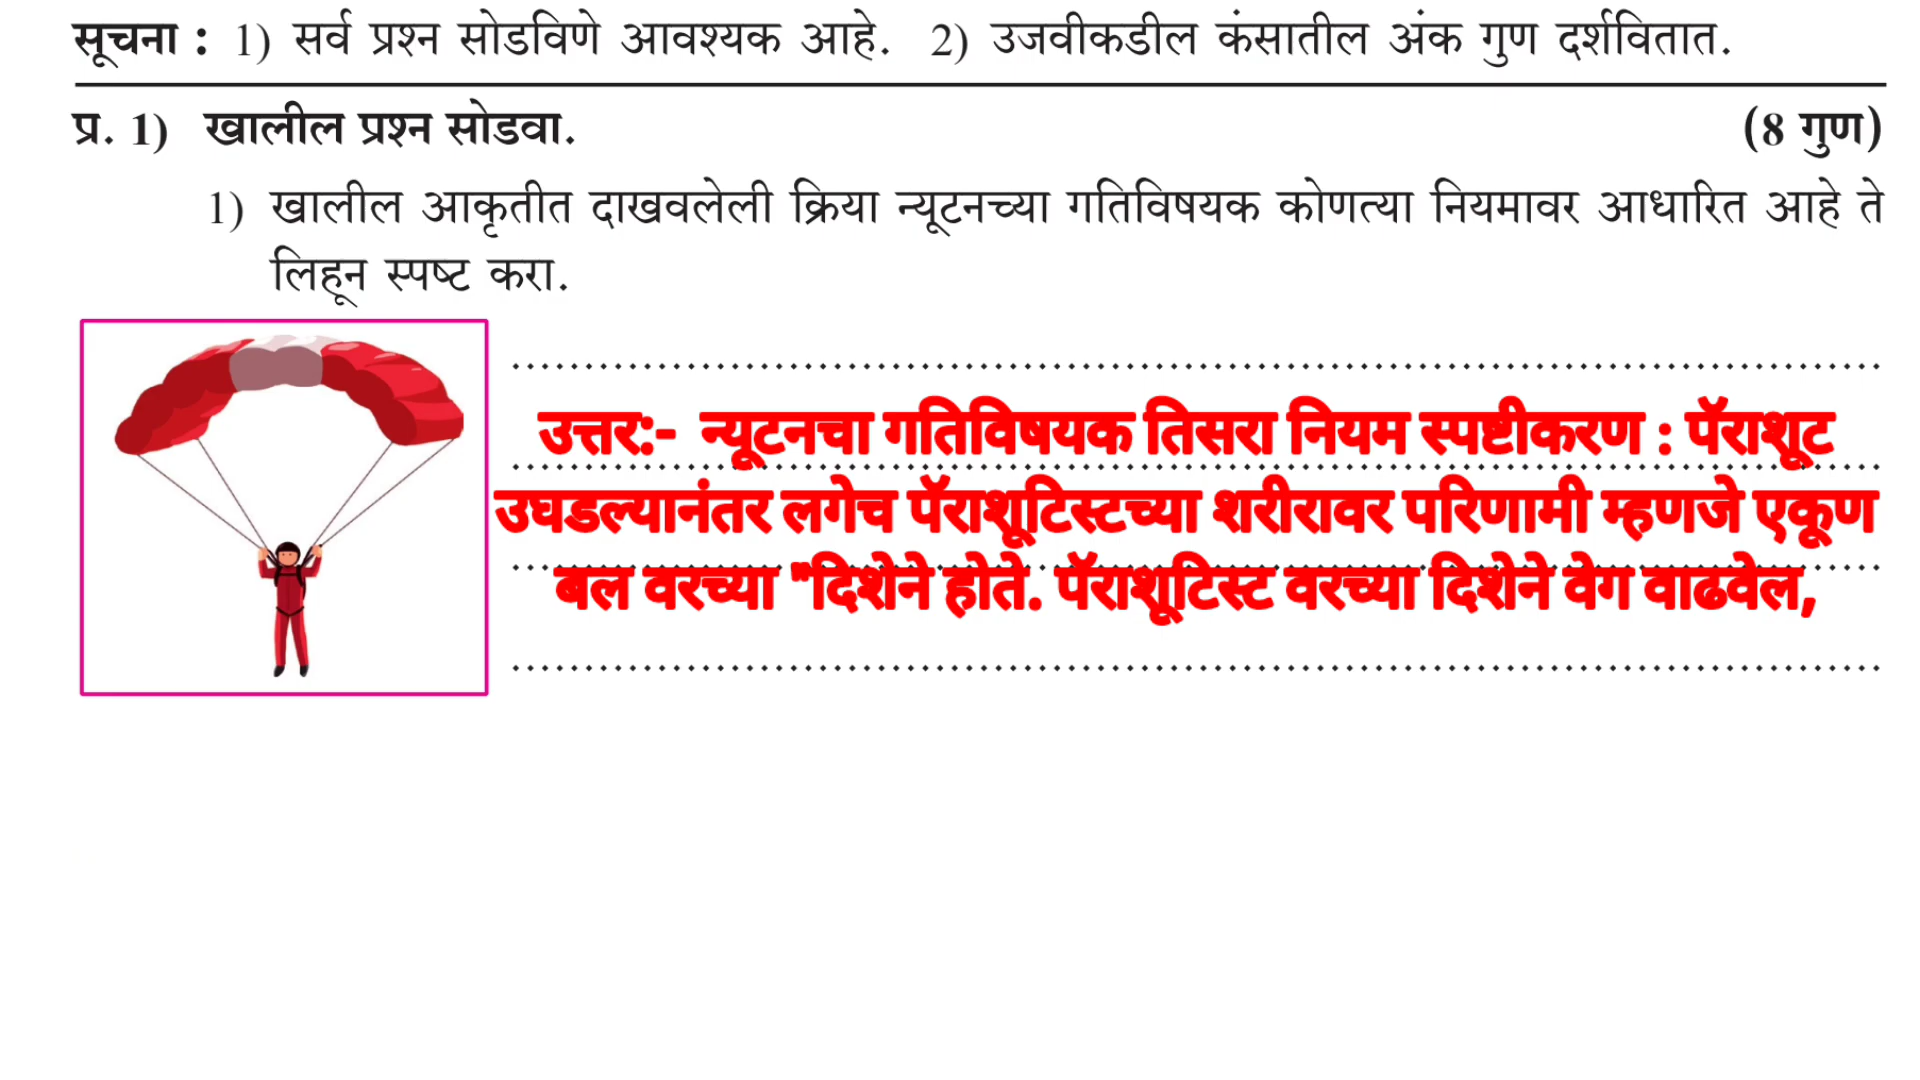 सूचना : 1) सर्व प्रश्न सोडविणे आवश्यक आहे. 2) उजवीकडील कंसातील अंक गुण दर्शवितात.
प्र. 1) खालील प्रश्न सोडवा. (8 गुण)
1) खालील आकृतीत दाखवलेली क्रिया न्यूटनच्या गतिविषयक कोणत्या नियमावर आधारित आहे ते
लिहून स्पष्ट करा.
उत्तर:- न्यूटनचा गतिविषयक तिसरा नियम स्पष्टीकरण : पॅराशूट
उघडल्यानंतर लगेच पॅराशूटिस्टच्या शरीरावर परिणामी म्हणजे एकूण
बल वरच्या "दिशेने होते. पॅराशूटिस्ट वरच्या दिशेने वेग वाढवेल,